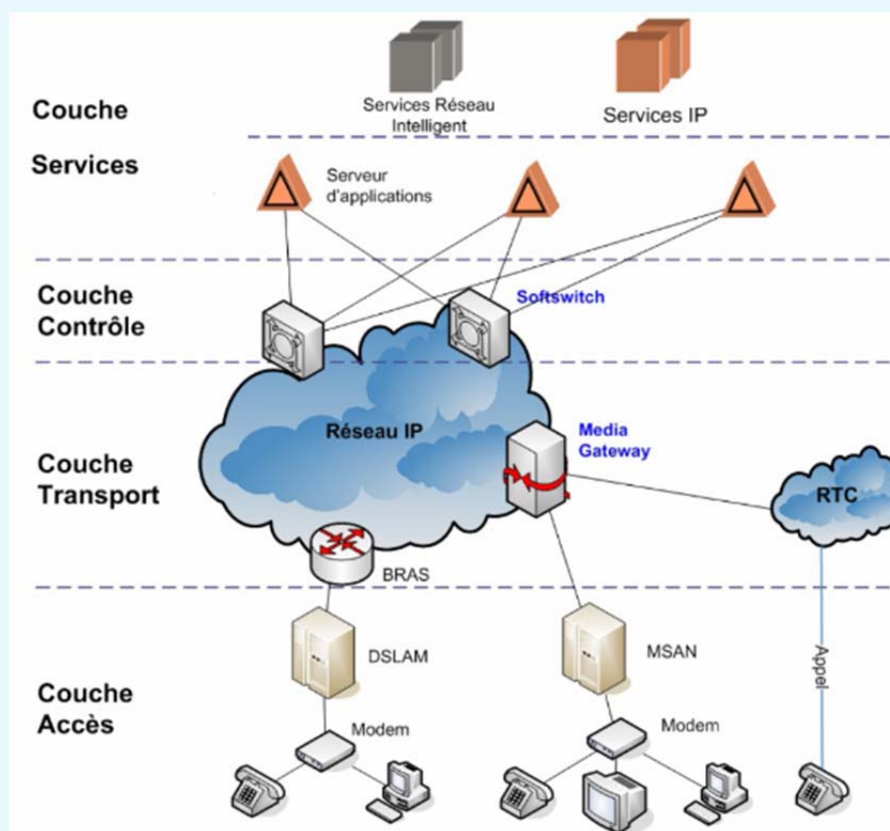 Couche
Services
Services Réseau
Intelligent
Services IP
Serveur
d'applications
Couche
Contrôle
Softswitch
Couche
Transport
Réseau IP
Media
Gateway
RTC
BRAS
Couche
Accès
DSLAM
MSAN
Appel
Modem
Modem